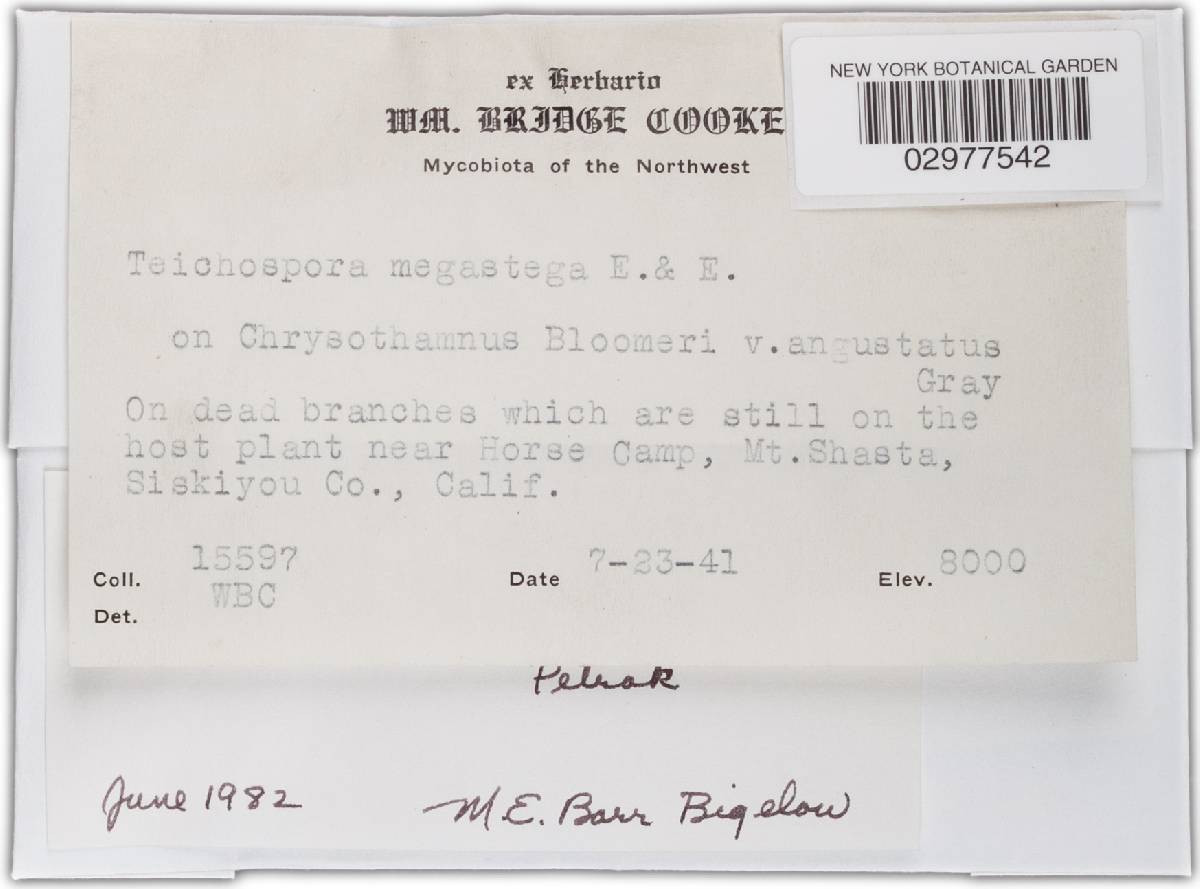 ex Herbario
WM. BRIDGE COOKE
Mycobiota of the Northwest
NEW YORK BOTANICAL GARDEN
02977542
Teichospora megastega E.& E.
on Chrysothamnus Bloomeri v.angustatus
Gray
On dead branches which are still on the
host plant near Horse Camp, Mt.Shasta,
Siskiyou Co., Calif.
Coll. 15597
Date 7-23-41
Elev. 8000
Det. WBC
Petrak
June 1982 M E. Barr Bigelow